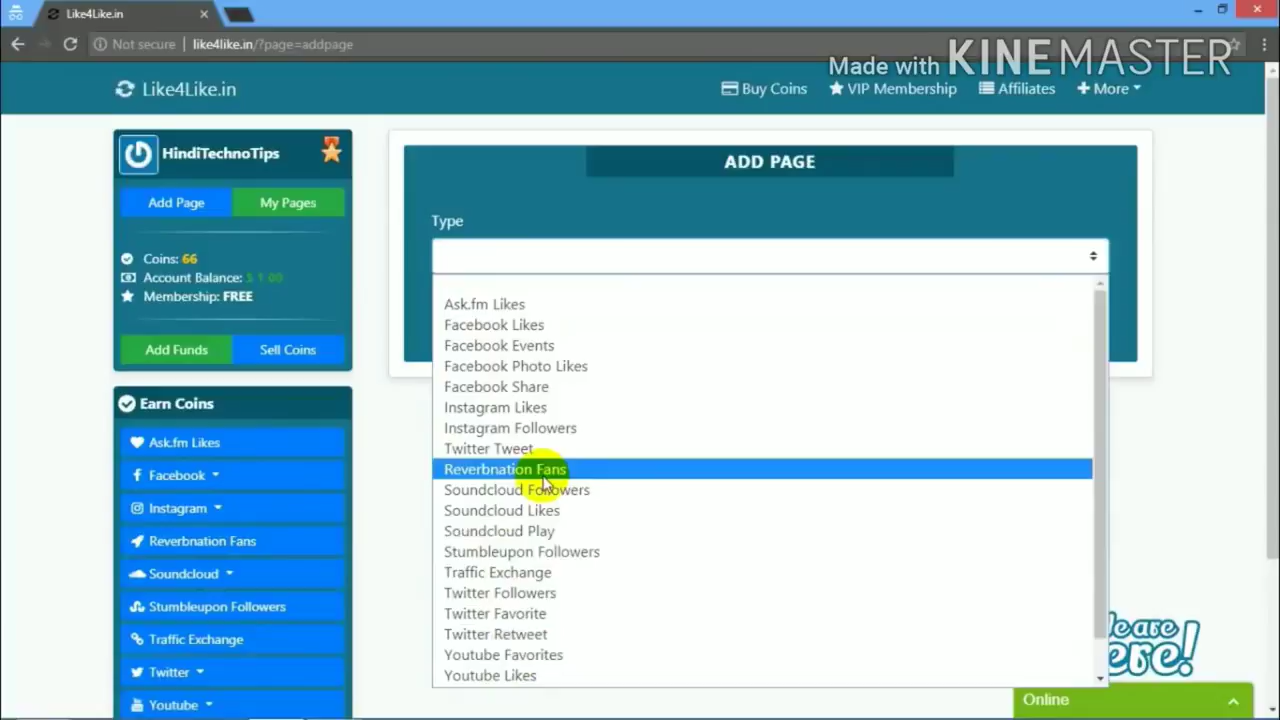 Like4Like.in
Not secure | like4like.in/?page=addpage
Made with KINEMASTER
Like4Like.in
Buy Coins
VIP Membership
Affiliates
More
HindiTechnoTips
Add Page
My Pages
Coins: 66
Account Balance: $ 1.00
Membership: FREE
Add Funds
Sell Coins
Earn Coins
Ask.fm Likes
Facebook
Instagram
Reverbnation Fans
Soundcloud
Stumbleupon Followers
Traffic Exchange
Twitter
Youtube
ADD PAGE
Type
Ask.fm Likes
Facebook Likes
Facebook Events
Facebook Photo Likes
Facebook Share
Instagram Likes
Instagram Followers
Twitter Tweet
Reverbnation Fans
Soundcloud Followers
Soundcloud Likes
Soundcloud Play
Stumbleupon Followers
Traffic Exchange
Twitter Followers
Twitter Favorite
Twitter Retweet
Youtube Favorites
Youtube Likes
Online